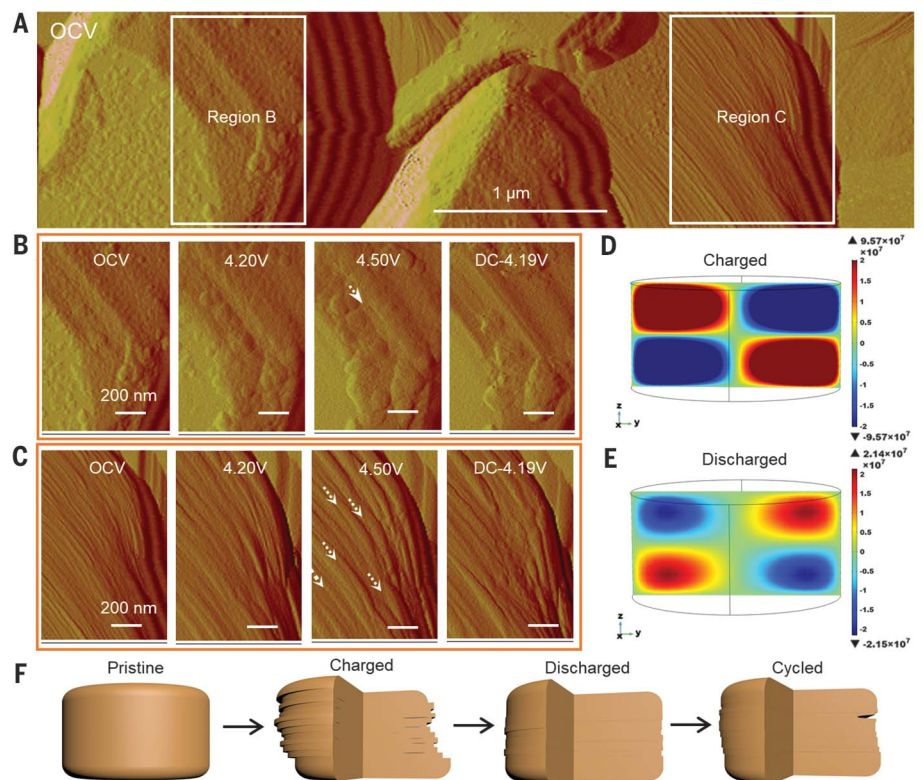 A
OCV
Region B
Region C
1 μm
B
OCV
4.20V
4.50V
DC-4.19V
200 nm
C
OCV
4.20V
4.50V
DC-4.19V
200 nm
D
Charged
▲ 9.57×10⁷
×10⁷
2
1.5
1
0.5
0
-0.5
-1
-1.5
-2
▼ -9.57×10⁷
z
x
y
E
Discharged
▲ 2.14×10⁷
×10⁷
2
1.5
1
0.5
0
-0.5
-1
-1.5
-2
▼ -2.15×10⁷
z
x
y
F
Pristine
Charged
Discharged
Cycled